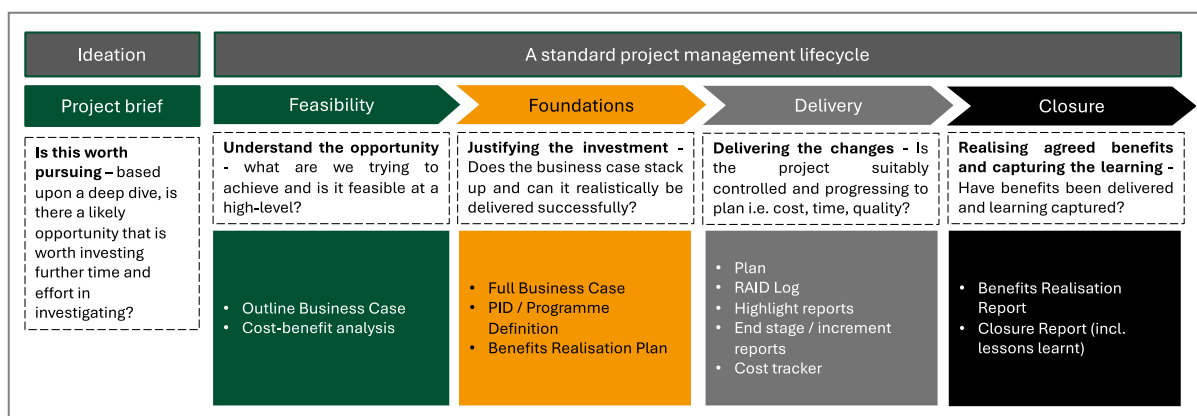 Ideation
A standard project management lifecycle
Project brief
Feasibility
Foundations
Delivery
Closure
Is this worth
pursuing – based
upon a deep dive, is
there a likely
opportunity that is
worth investing
further time and
effort in
investigating?
Understand the opportunity
- what are we trying to
achieve and is it feasible at a
high-level?
Justifying the investment -
Does the business case stack
up and can it realistically be
delivered successfully?
Delivering the changes - Is
the project suitably
controlled and progressing to
plan i.e. cost, time, quality?
Realising agreed benefits
and capturing the learning -
Have benefits been delivered
and learning captured?
• Outline Business Case
• Cost-benefit analysis
• Full Business Case
• PID / Programme
Definition
• Benefits Realisation Plan
• Plan
• RAID Log
• Highlight reports
• End stage / increment
reports
• Cost tracker
• Benefits Realisation
Report
• Closure Report (incl.
lessons learnt)